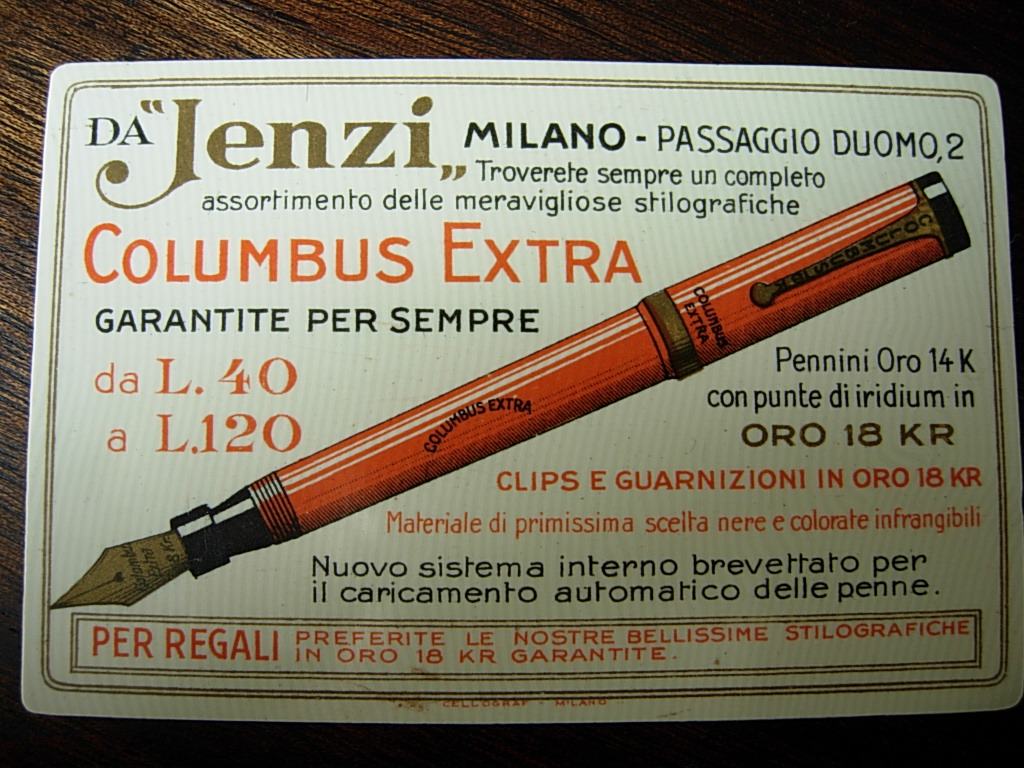 DA "Jenzi„ MILANO - PASSAGGIO DUOMO, 2
Troverete sempre un completo
assortimento delle meravigliose stilografiche
COLUMBUS EXTRA
GARANTITE PER SEMPRE
da L. 40
a L.120
COLUMBUS
COLUMBUS
EXTRA
COLUMBUS EXTRA
Pennini Oro 14 K
con punte di iridium in
ORO 18 KR
CLIPS E GUARNIZIONI IN ORO 18 KR
Materiale di primissima scelta nere e colorate infrangibili
Nuovo sistema interno brevettato per
il caricamento automatico delle penne.
PER REGALI PREFERITE LE NOSTRE BELLISSIME STILOGRAFICHE
IN ORO 18 KR GARANTITE.
CELLOGRAF - MILANO